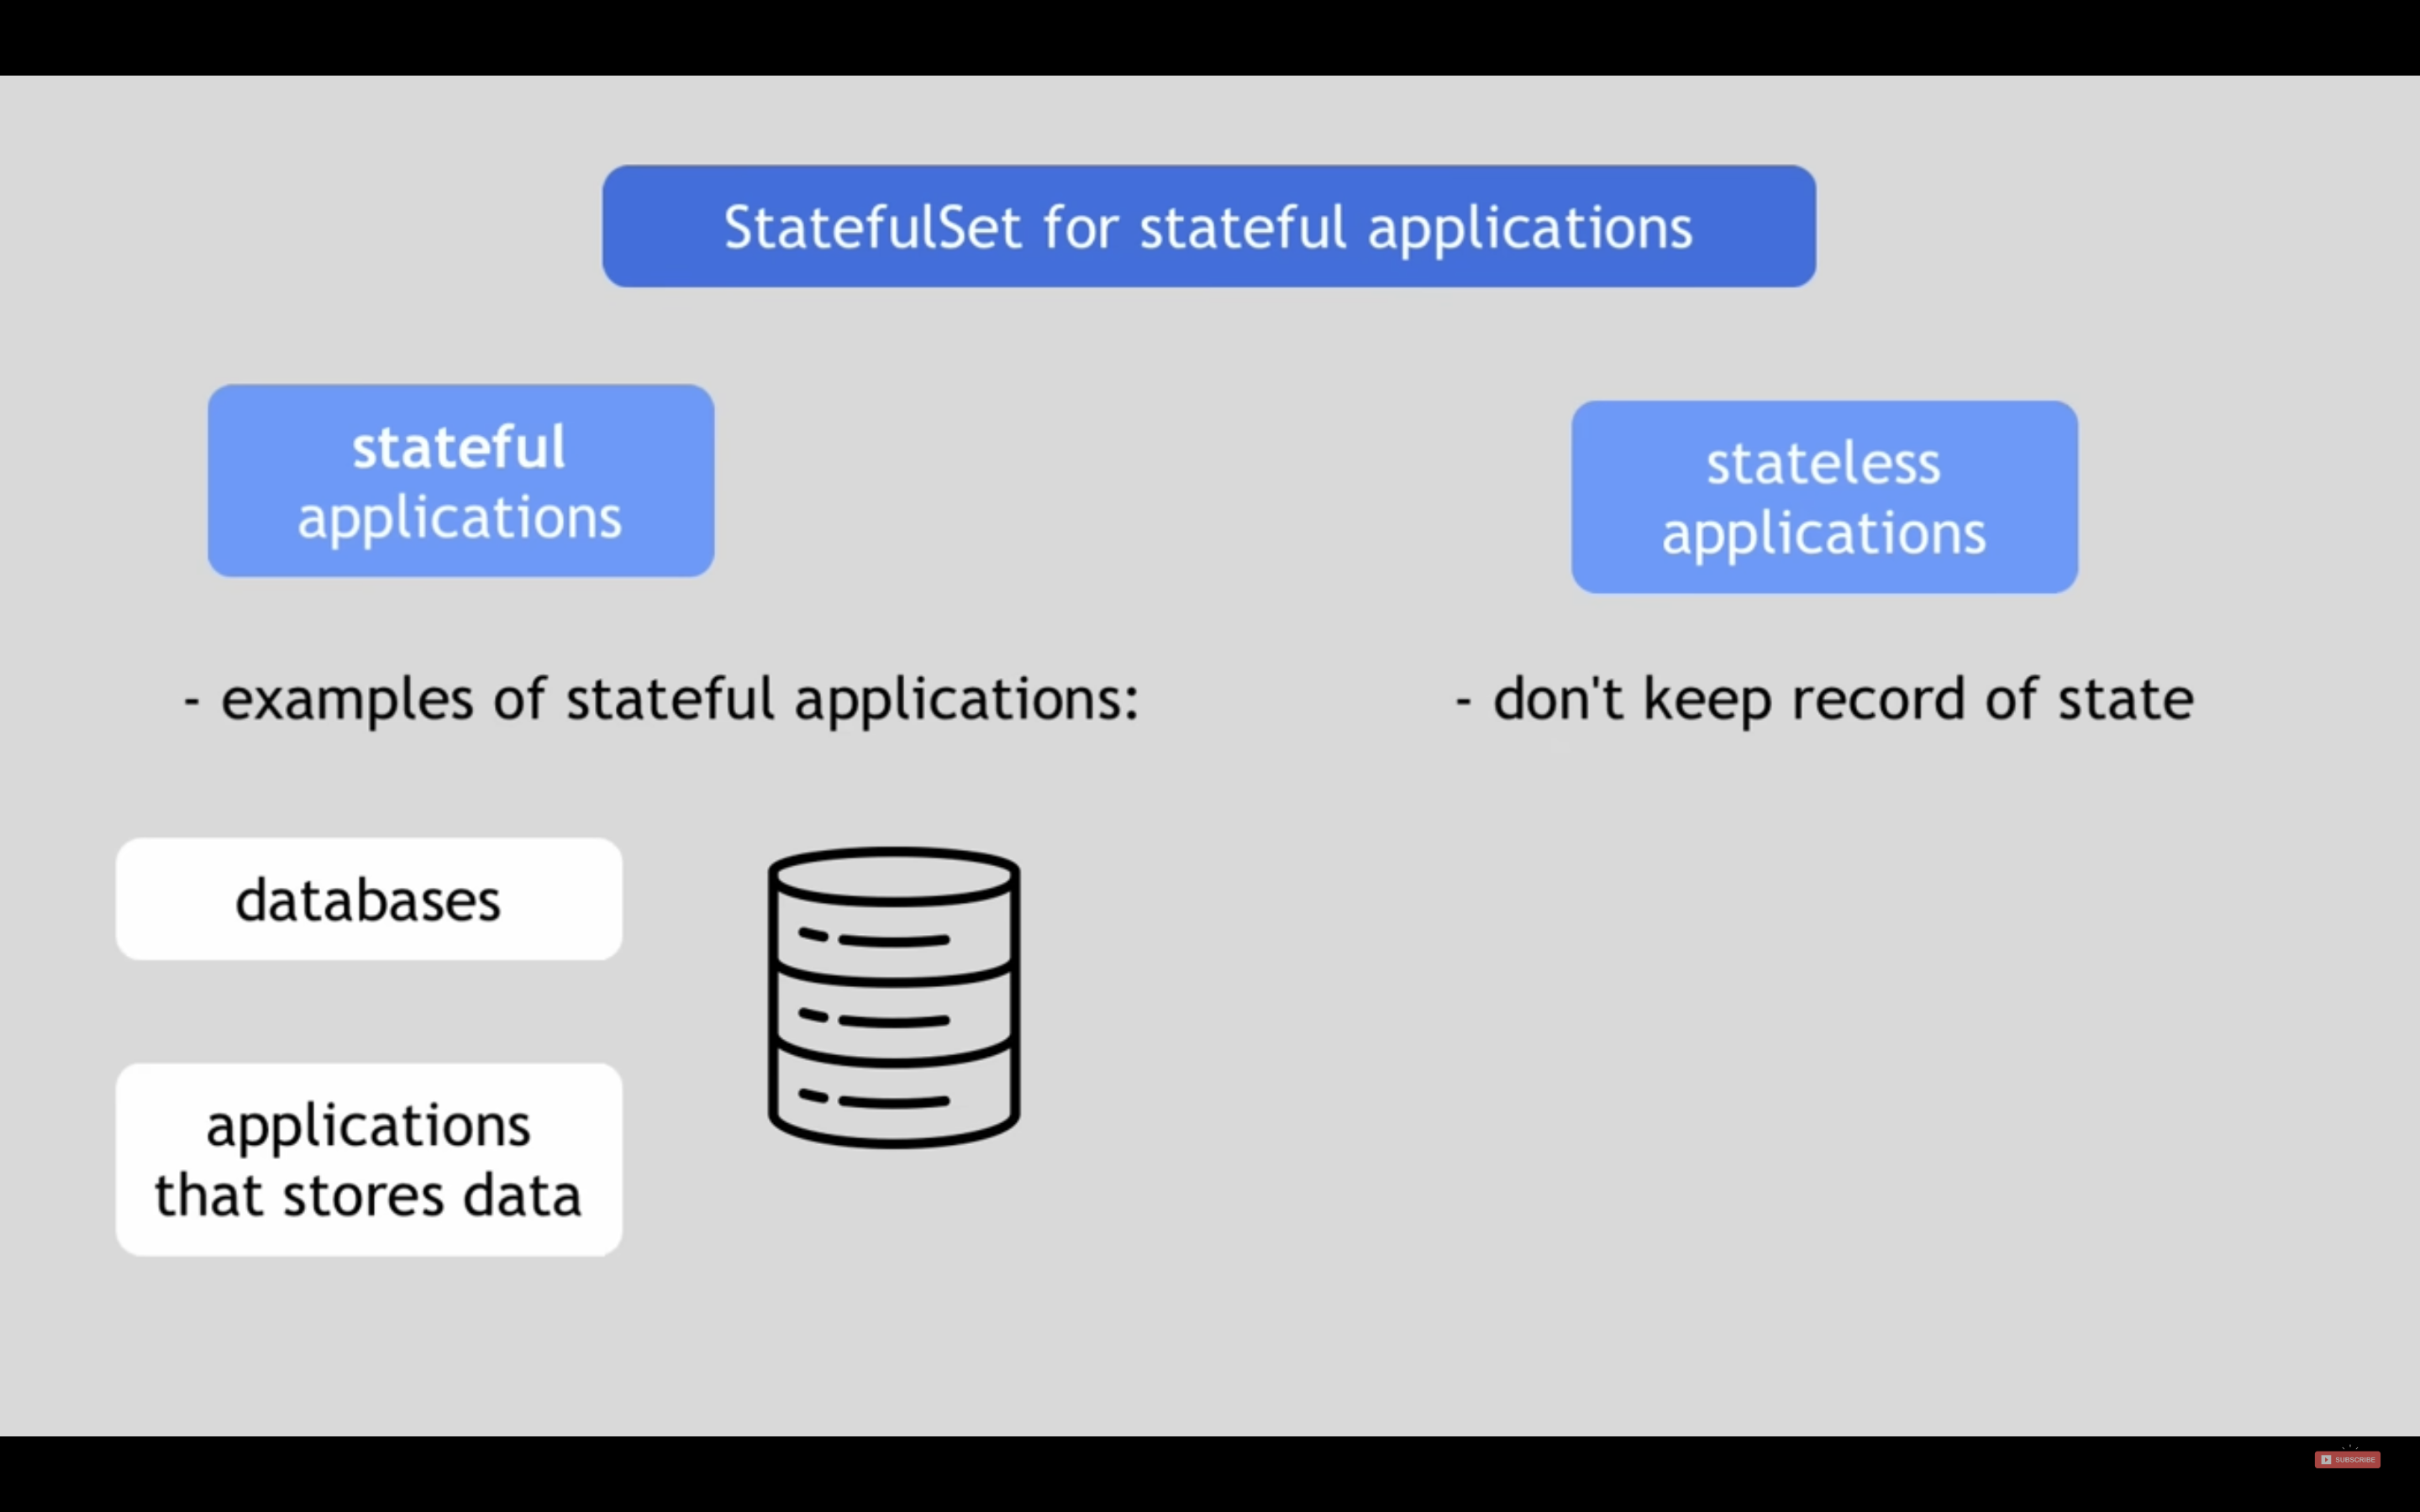 StatefulSet for stateful applications
stateful
applications
stateless
applications
- examples of stateful applications:
- don't keep record of state
databases
applications
that stores data
SUBSCRIBE